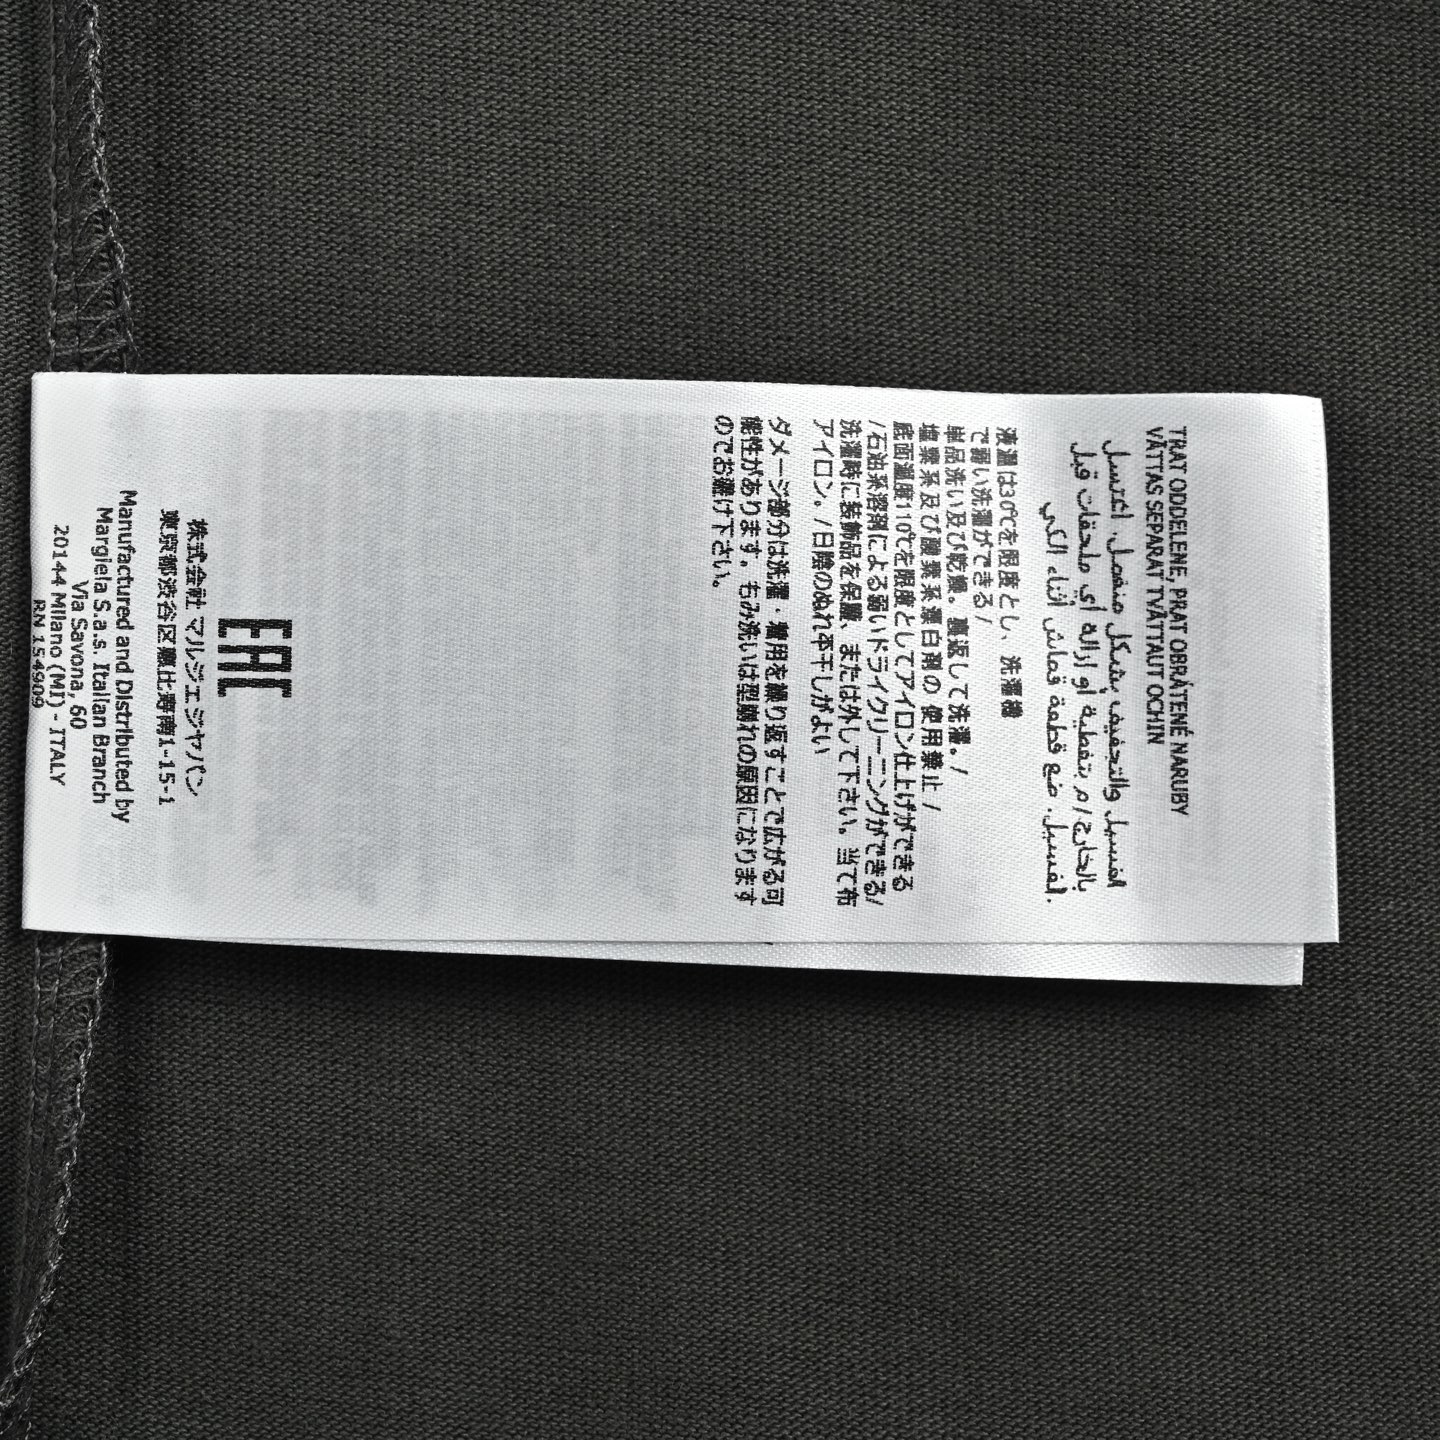 TRAT ODDELENE, PRAT OBRÁTENÉ NARUBY
VÄTTAS SEPARAT TVÄTTAUT OCHIN
الغسيل والتجفيف بشكل منفصل. اغتسل
بالخارج / م بتغطية أو ازالة أي ملحقات قبل
لغسيل. ضع قطعة قماش أثناء الكي.
液温は30℃を限度とし、洗濯機
で弱い洗濯ができる /
単品洗い及び乾燥。裏返して洗濯。/
塩素系及び酸素系漂白剤の使用禁止 /
底面温度110℃を限度としてアイロン仕上げができる
/石油系溶剤による弱いドライクリーニングができる/
洗濯時に装飾品を保護、または外して下さい。当て布
アイロン。/日陰のぬれ平干しがよい
ダメージ部分は洗濯・着用を繰り返すことで広がる可
能性があります。もみ洗いは型崩れの原因になります
のでお避け下さい。
EAC
株式会社 マルジェラジャパン
東京都渋谷区恵比寿南1-15-1
Manufactured and Distributed by
Margiela S.a.s. Italian Branch
Via Savona, 60
20144 Milano (MI) - ITALY
RN 154909